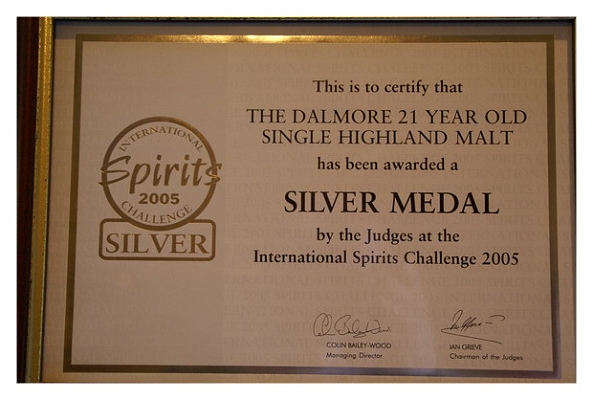 INTERNATIONAL
Spirits
2005
CHALLENGE
SILVER
This is to certify that
THE DALMORE 21 YEAR OLD
SINGLE HIGHLAND MALT
has been awarded a
SILVER MEDAL
by the Judges at the
International Spirits Challenge 2005
COLIN BAILEY-WOOD
Managing Director
IAN GRIEVE
Chairman of the Judges